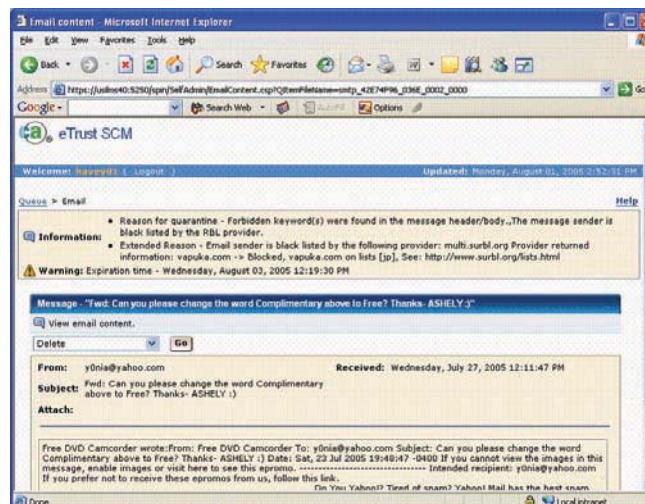 Email content - Microsoft Internet Explorer
File Edit View Favorites Tools Help
Back Search Favorites
Address https://usilms40:5250/spin/SelfAdmin/EmailContent.csp?QItemFileName=smtp_42E74F96_036E_0002_0000 Go
Google Search Web AutoFill Options
eTrust SCM
Welcome: ( Logout ) Updated: Monday, August 01, 2005 2:52:31 PM
Queue > Email Help
Information:
• Reason for quarantine - Forbidden keyword(s) were found in the message header/body.,The message sender is
black listed by the RBL provider.
• Extended Reason - Email sender is black listed by the following provider: multi.surbl.org Provider returned
information: vapuka.com -> Blocked, vapuka.com on lists [jp], See: http://www.surbl.org/lists.html
Warning: Expiration time - Wednesday, August 03, 2005 12:19:30 PM
Message - "Fwd: Can you please change the word Complimentary above to Free? Thanks- ASHELY :)"
View email content.
Delete Go
From: y0nia@yahoo.com Received: Wednesday, July 27, 2005 12:11:47 PM
Subject: Fwd: Can you please change the word Complimentary
above to Free? Thanks- ASHELY :)
Attach:
Free DVD Camcorder wrote:From: Free DVD Camcorder To: y0nia@yahoo.com Subject: Can you please change the word
Complimentary above to Free? Thanks- ASHELY :) Date: Sat, 23 Jul 2005 19:48:47 -0400 If you cannot view the images in this
message, enable images or visit here to see this epromo. -------------------------------- Intended recipient: y0nia@yahoo.com
If you prefer not to receive these epromos from us, follow this link.
Do You Yahoo!? Tired of spam? Yahoo! Mail has the best spam
Done Local intranet